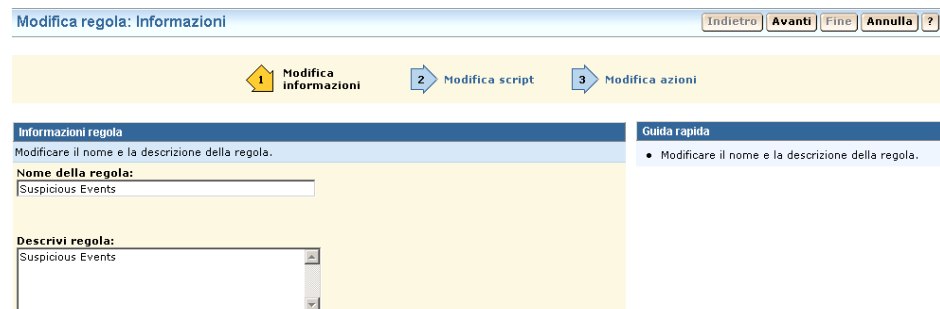 Modifica regola: Informazioni
Indietro Avanti Fine Annulla ?
1 Modifica informazioni
2 Modifica script
3 Modifica azioni
Informazioni regola
Modificare il nome e la descrizione della regola.
Nome della regola:
Suspicious Events
Descrivi regola:
Suspicious Events
Guida rapida
• Modificare il nome e la descrizione della regola.